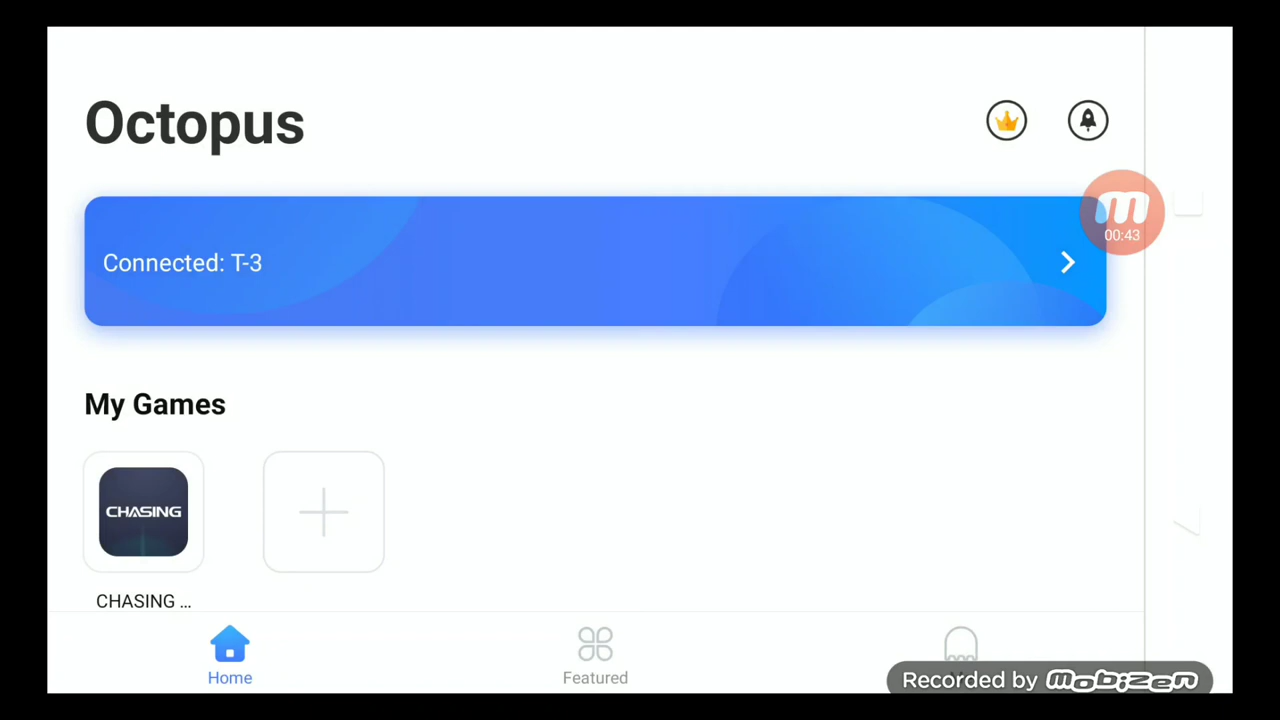 Octopus
Connected: T-3
m
00:43
My Games
CHASING
CHASING ...
Home
Featured
Recorded by mobizen